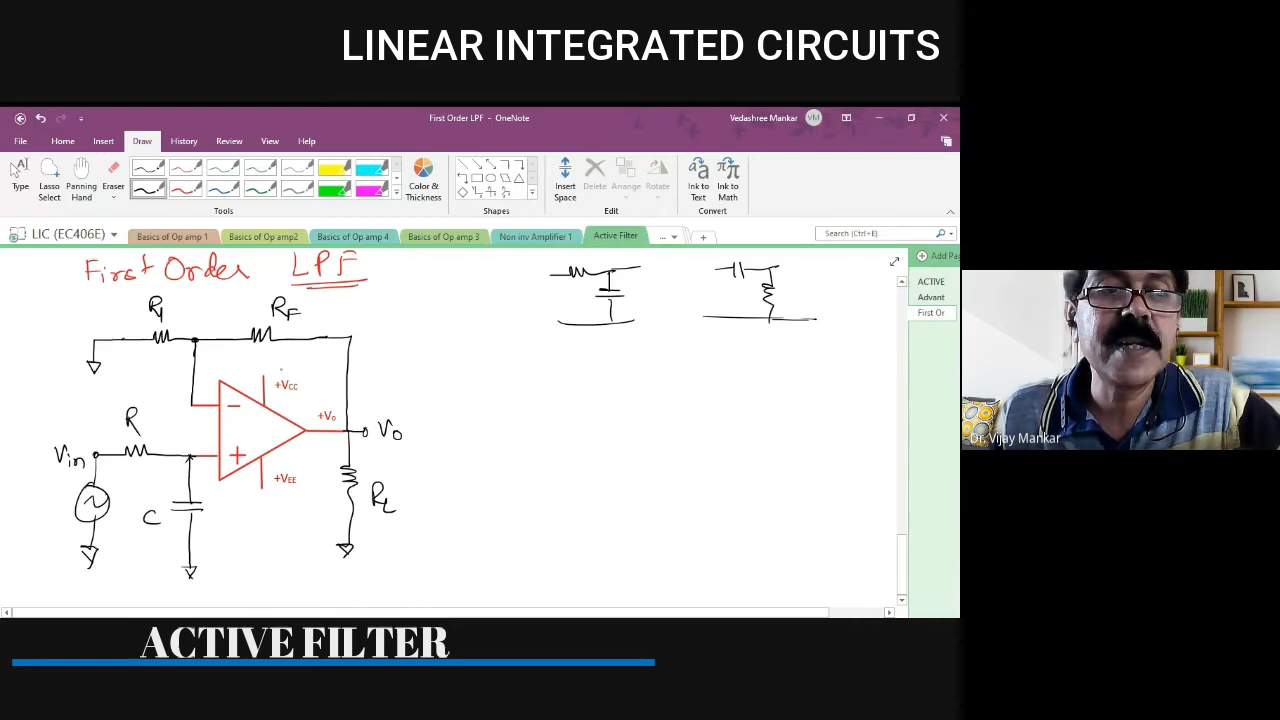 LINEAR INTEGRATED CIRCUITS
First Order LPF - OneNote
Vedashree Mankar VM
File Home Insert Draw History Review View Help
Type Lasso Select Panning Hand Eraser Color & Thickness Insert Space Delete Arrange Rotate Ink to Text Ink to Math
Tools Shapes Edit Convert
LIC (EC406E) Basics of Op amp 1 Basics of Op amp2 Basics of Op amp 4 Basics of Op amp 3 Non inv Amplifier 1 Active Filter ... + Search (Ctrl+E)
Add Pag
ACTIVE
Advant
First Or
First Order LPF
R1 RF
+VCC
+Vo
R
Vin
Vo
+VEE
C
RL
Dr. Vijay Mankar
ACTIVE FILTER